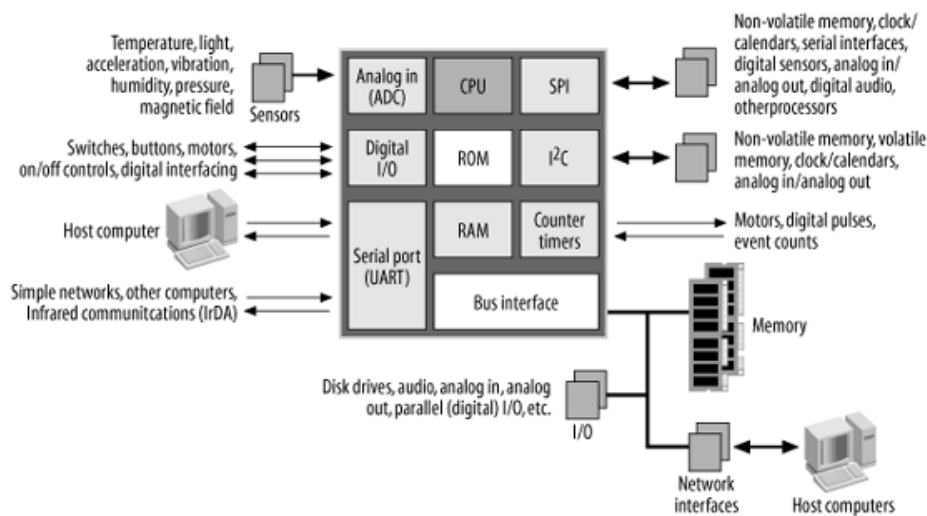 Temperature, light,
acceleration, vibration,
humidity, pressure,
magnetic field
Sensors
Analog in
(ADC)
CPU
SPI
Non-volatile memory, clock/
calendars, serial interfaces,
digital sensors, analog in/
analog out, digital audio,
otherprocessors
Switches, buttons, motors,
on/off controls, digital interfacing
Digital
I/O
ROM
I²C
Non-volatile memory, volatile
memory, clock/calendars,
analog in/analog out
Host computer
Serial port
(UART)
RAM
Counter
timers
Motors, digital pulses,
event counts
Simple networks, other computers,
Infrared communitcations (IrDA)
Bus interface
Memory
Disk drives, audio, analog in, analog
out, parallel (digital) I/O, etc.
I/O
Network
interfaces
Host computers